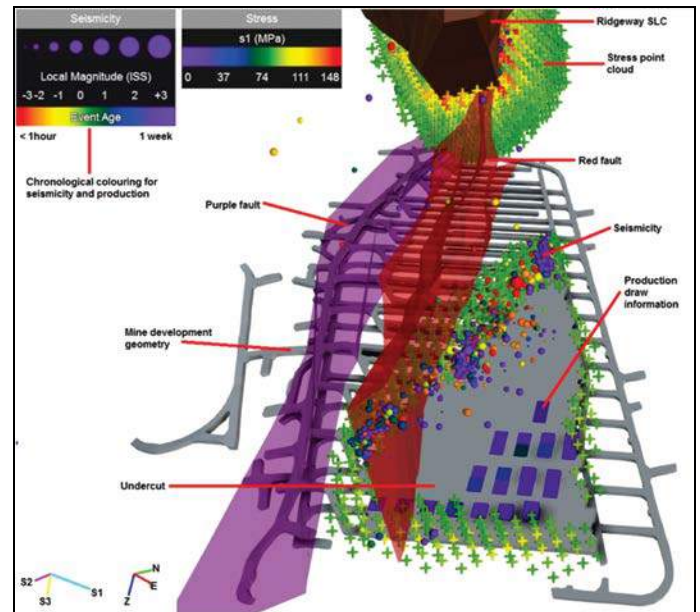 Seismicity
Local Magnitude (ISS)
-3 -2 -1 0 1 2 +3
Event Age
< 1hour 1 week
Stress
s1 (MPa)
0 37 74 111 148
Chronological colouring for
seismicity and production
Ridgeway SLC
Stress point
cloud
Red fault
Purple fault
Seismicity
Production
draw
information
Mine development
geometry
Undercut
S2
S3
S1
N
E
Z